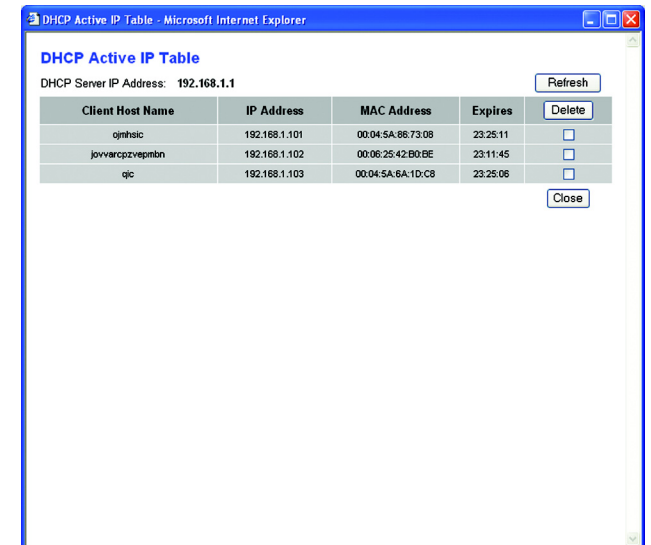 DHCP Active IP Table - Microsoft Internet Explorer
DHCP Active IP Table
DHCP Server IP Address: 192.168.1.1 Refresh
Client Host Name IP Address MAC Address Expires Delete
ojmhsic 192.168.1.101 00:04:5A:86:73:08 23:25:11
jovvarcpzvepmbn 192.168.1.102 00:06:25:42:B0:BE 23:11:45
qic 192.168.1.103 00:04:5A:6A:1D:C8 23:25:06
Close